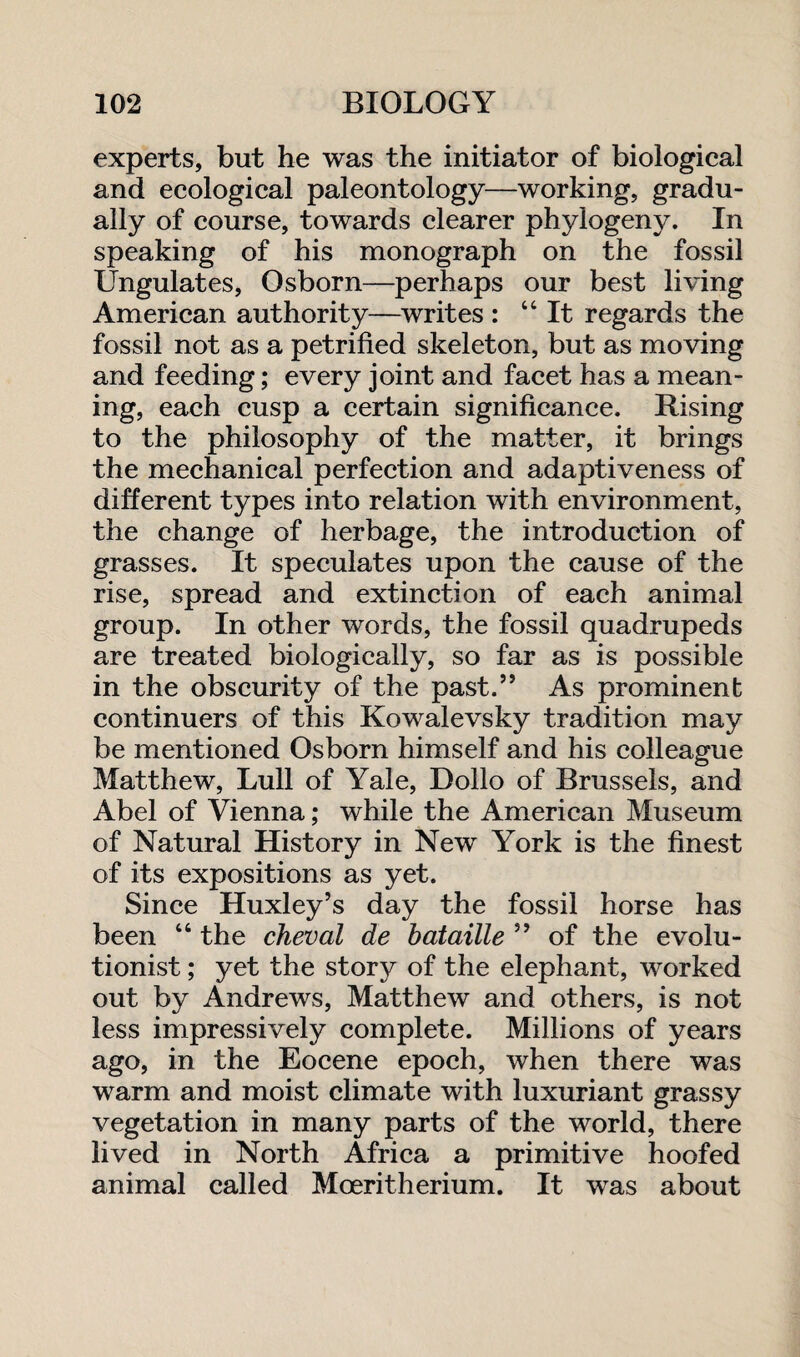 102 BIOLOGY
experts, but he was the initiator of biological
and ecological paleontology—working, gradu-
ally of course, towards clearer phylogeny. In
speaking of his monograph on the fossil
Ungulates, Osborn—perhaps our best living
American authority—writes : “ It regards the
fossil not as a petrified skeleton, but as moving
and feeding ; every joint and facet has a mean-
ing, each cusp a certain significance. Rising
to the philosophy of the matter, it brings
the mechanical perfection and adaptiveness of
different types into relation with environment,
the change of herbage, the introduction of
grasses. It speculates upon the cause of the
rise, spread and extinction of each animal
group. In other words, the fossil quadrupeds
are treated biologically, so far as is possible
in the obscurity of the past.” As prominent
continuers of this Kowalevsky tradition may
be mentioned Osborn himself and his colleague
Matthew, Lull of Yale, Dollo of Brussels, and
Abel of Vienna ; while the American Museum
of Natural History in New York is the finest
of its expositions as yet.
Since Huxley’s day the fossil horse has
been “ the cheval de bataille ” of the evolu-
tionist ; yet the story of the elephant, worked
out by Andrews, Matthew and others, is not
less impressively complete. Millions of years
ago, in the Eocene epoch, when there was
warm and moist climate with luxuriant grassy
vegetation in many parts of the world, there
lived in North Africa a primitive hoofed
animal called Mœritherium. It was about